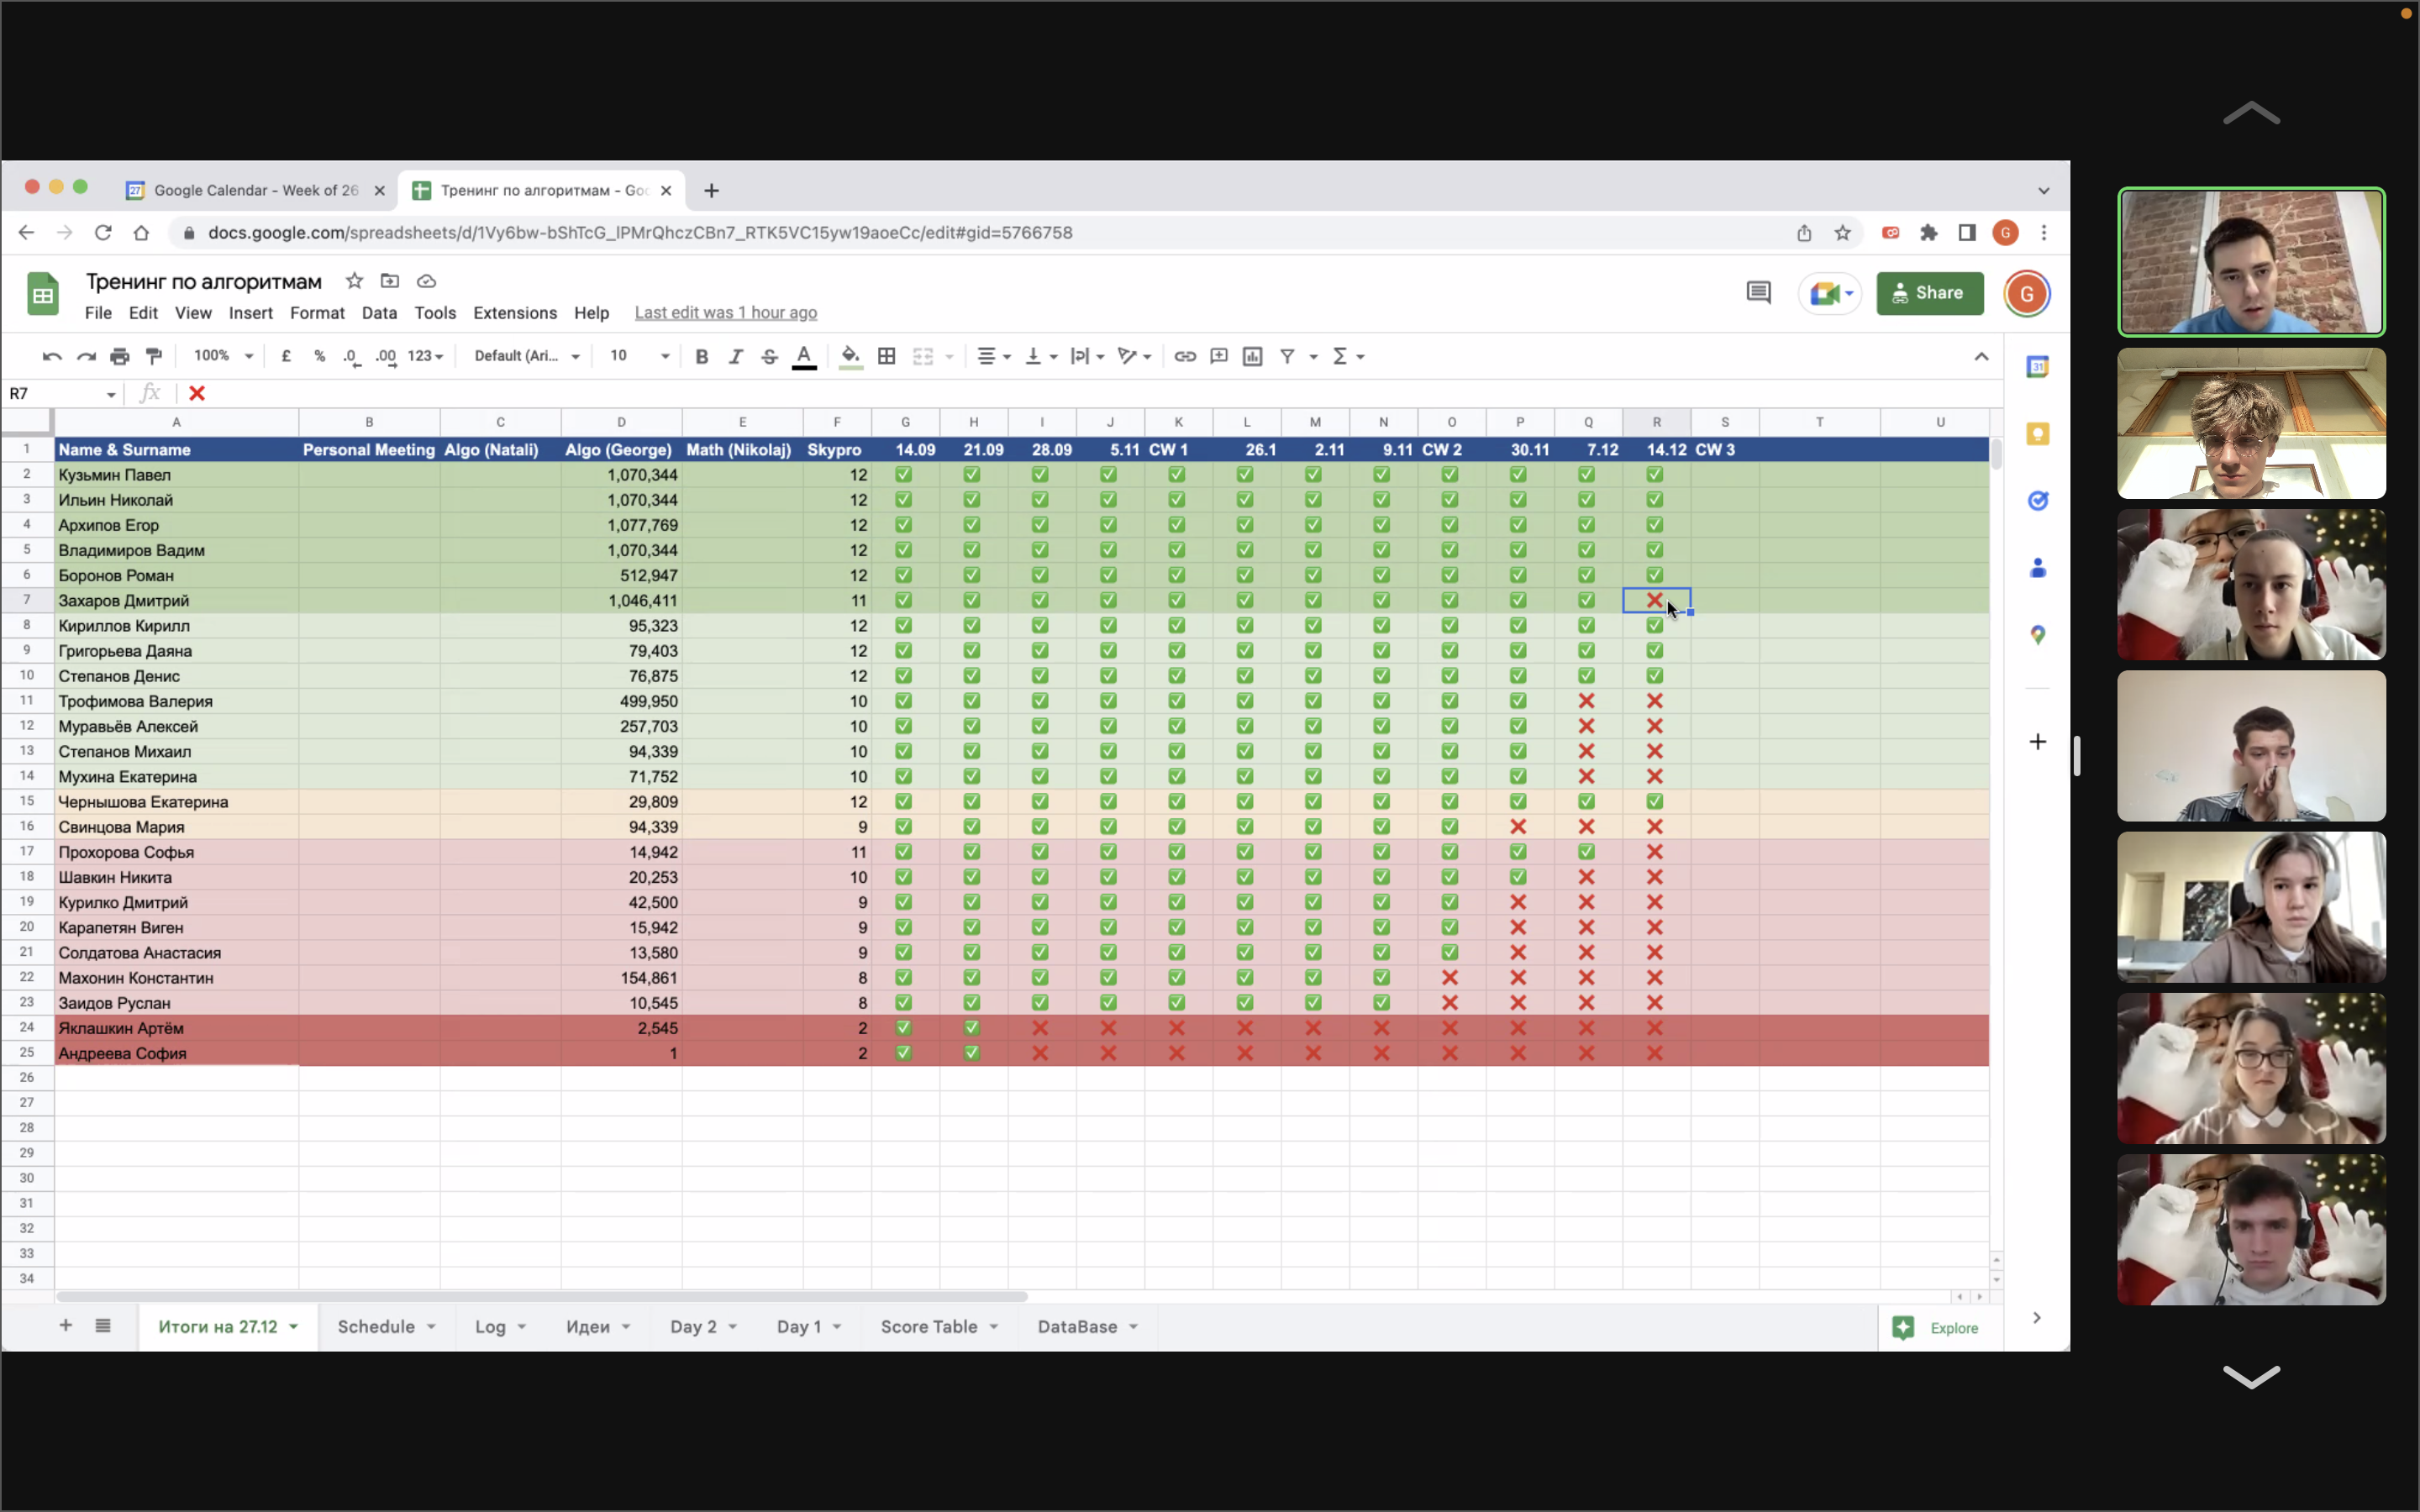 27 Google Calendar - Week of 26
Тренинг по алгоритмам - Goo
docs.google.com/spreadsheets/d/1Vy6bw-bShTcG_lPMrQhczCBn7_RTK5VC15yw19aoeCc/edit#gid=5766758
G
Тренинг по алгоритмам
File Edit View Insert Format Data Tools Extensions Help Last edit was 1 hour ago
Share
G
100% £ % .0 .00 123 Default (Ari... 10 B I S A Σ
31
R7 fx ❌
A B C D E F G H I J K L M N O P Q R S T U
1 Name & Surname Personal Meeting Algo (Natali) Algo (George) Math (Nikolaj) Skypro 14.09 21.09 28.09 5.11 CW 1 26.1 2.11 9.11 CW 2 30.11 7.12 14.12 CW 3
2 Кузьмин Павел 1,070,344 12 ✅ ✅ ✅ ✅ ✅ ✅ ✅ ✅ ✅ ✅ ✅ ✅
3 Ильин Николай 1,070,344 12 ✅ ✅ ✅ ✅ ✅ ✅ ✅ ✅ ✅ ✅ ✅ ✅
4 Архипов Егор 1,077,769 12 ✅ ✅ ✅ ✅ ✅ ✅ ✅ ✅ ✅ ✅ ✅ ✅
5 Владимиров Вадим 1,070,344 12 ✅ ✅ ✅ ✅ ✅ ✅ ✅ ✅ ✅ ✅ ✅ ✅
6 Боронов Роман 512,947 12 ✅ ✅ ✅ ✅ ✅ ✅ ✅ ✅ ✅ ✅ ✅ ✅
7 Захаров Дмитрий 1,046,411 11 ✅ ✅ ✅ ✅ ✅ ✅ ✅ ✅ ✅ ✅ ✅ ❌
8 Кириллов Кирилл 95,323 12 ✅ ✅ ✅ ✅ ✅ ✅ ✅ ✅ ✅ ✅ ✅ ✅
9 Григорьева Даяна 79,403 12 ✅ ✅ ✅ ✅ ✅ ✅ ✅ ✅ ✅ ✅ ✅ ✅
10 Степанов Денис 76,875 12 ✅ ✅ ✅ ✅ ✅ ✅ ✅ ✅ ✅ ✅ ✅ ✅
11 Трофимова Валерия 499,950 10 ✅ ✅ ✅ ✅ ✅ ✅ ✅ ✅ ✅ ✅ ❌ ❌
12 Муравьёв Алексей 257,703 10 ✅ ✅ ✅ ✅ ✅ ✅ ✅ ✅ ✅ ✅ ❌ ❌
13 Степанов Михаил 94,339 10 ✅ ✅ ✅ ✅ ✅ ✅ ✅ ✅ ✅ ✅ ❌ ❌
14 Мухина Екатерина 71,752 10 ✅ ✅ ✅ ✅ ✅ ✅ ✅ ✅ ✅ ✅ ❌ ❌
15 Чернышова Екатерина 29,809 12 ✅ ✅ ✅ ✅ ✅ ✅ ✅ ✅ ✅ ✅ ✅ ✅
16 Свинцова Мария 94,339 9 ✅ ✅ ✅ ✅ ✅ ✅ ✅ ✅ ✅ ❌ ❌ ❌
17 Прохорова Софья 14,942 11 ✅ ✅ ✅ ✅ ✅ ✅ ✅ ✅ ✅ ✅ ✅ ❌
18 Шавкин Никита 20,253 10 ✅ ✅ ✅ ✅ ✅ ✅ ✅ ✅ ✅ ✅ ❌ ❌
19 Курилко Дмитрий 42,500 9 ✅ ✅ ✅ ✅ ✅ ✅ ✅ ✅ ✅ ❌ ❌ ❌
20 Карапетян Виген 15,942 9 ✅ ✅ ✅ ✅ ✅ ✅ ✅ ✅ ✅ ❌ ❌ ❌
21 Солдатова Анастасия 13,580 9 ✅ ✅ ✅ ✅ ✅ ✅ ✅ ✅ ✅ ❌ ❌ ❌
22 Махонин Константин 154,861 8 ✅ ✅ ✅ ✅ ✅ ✅ ✅ ✅ ❌ ❌ ❌ ❌
23 Заидов Руслан 10,545 8 ✅ ✅ ✅ ✅ ✅ ✅ ✅ ✅ ❌ ❌ ❌ ❌
24 Яклашкин Артём 2,545 2 ✅ ✅ ❌ ❌ ❌ ❌ ❌ ❌ ❌ ❌ ❌ ❌
25 Андреева София 1 2 ✅ ✅ ❌ ❌ ❌ ❌ ❌ ❌ ❌ ❌ ❌ ❌
26
27
28
29
30
31
32
33
34
Итоги на 27.12 Schedule Log Идеи Day 2 Day 1 Score Table DataBase Explore